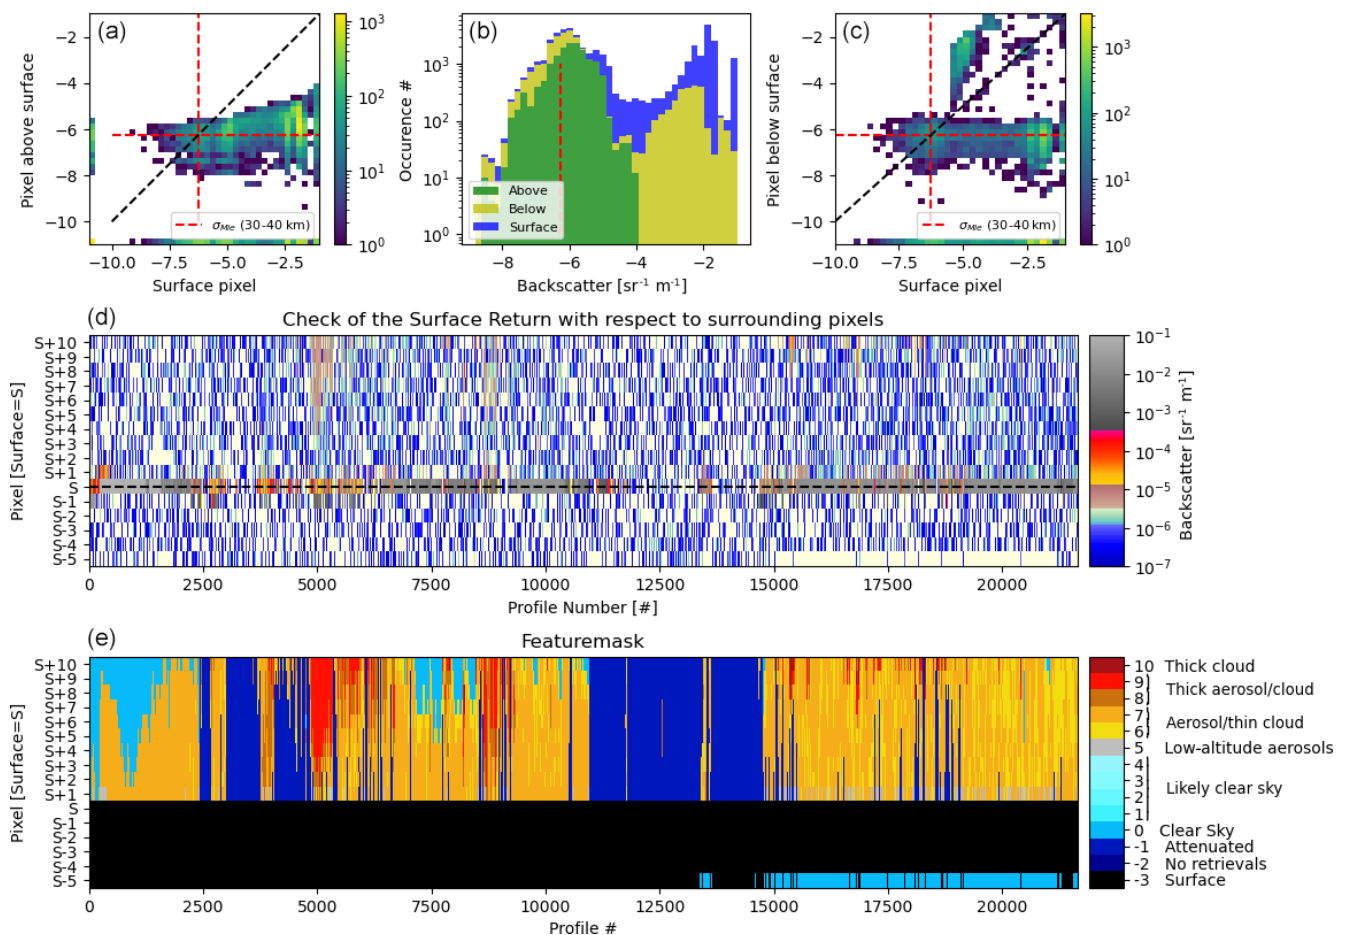 (a)
Pixel above surface
−2
−4
−6
−8
−10
−10.0 −7.5 −5.0 −2.5
Surface pixel
σMie (30-40 km)
10³
10²
10¹
10⁰
(b)
Occurrence #
10³
10²
10¹
10⁰
Above
Below
Surface
−8 −6 −4 −2
Backscatter [sr⁻¹ m⁻¹]
(c)
Pixel below surface
−2
−4
−6
−8
−10
−10.0 −7.5 −5.0 −2.5
Surface pixel
σMie (30-40 km)
10³
10²
10¹
10⁰
(d)
Check of the Surface Return with respect to surrounding pixels
Pixel [Surface=S]
S+10
S+9
S+8
S+7
S+6
S+5
S+4
S+3
S+2
S+1
S
S-1
S-2
S-3
S-4
S-5
0 2500 5000 7500 10000 12500 15000 17500 20000
Profile Number [#]
10⁻¹
10⁻²
10⁻³
10⁻⁴
10⁻⁵
10⁻⁶
10⁻⁷
Backscatter [sr⁻¹ m⁻¹]
(e)
Featuremask
Pixel [Surface=S]
S+10
S+9
S+8
S+7
S+6
S+5
S+4
S+3
S+2
S+1
S
S-1
S-2
S-3
S-4
S-5
0 2500 5000 7500 10000 12500 15000 17500 20000
Profile #
10 Thick cloud
9
Thick aerosol/cloud
8
7
Aerosol/thin cloud
6
5 Low-altitude aerosols
4
3
Likely clear sky
2
1
0 Clear Sky
-1 Attenuated
-2 No retrievals
-3 Surface